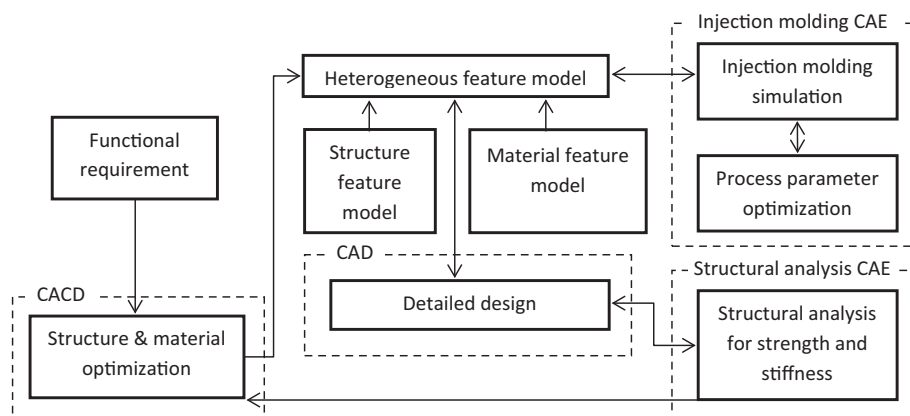 Injection molding CAE
Heterogeneous feature model
Injection molding
simulation
Functional
requirement
Structure
feature
model
Material feature
model
Process parameter
optimization
CAD
Structural analysis CAE
CACD
Detailed design
Structure & material
optimization
Structural analysis
for strength and
stiffness